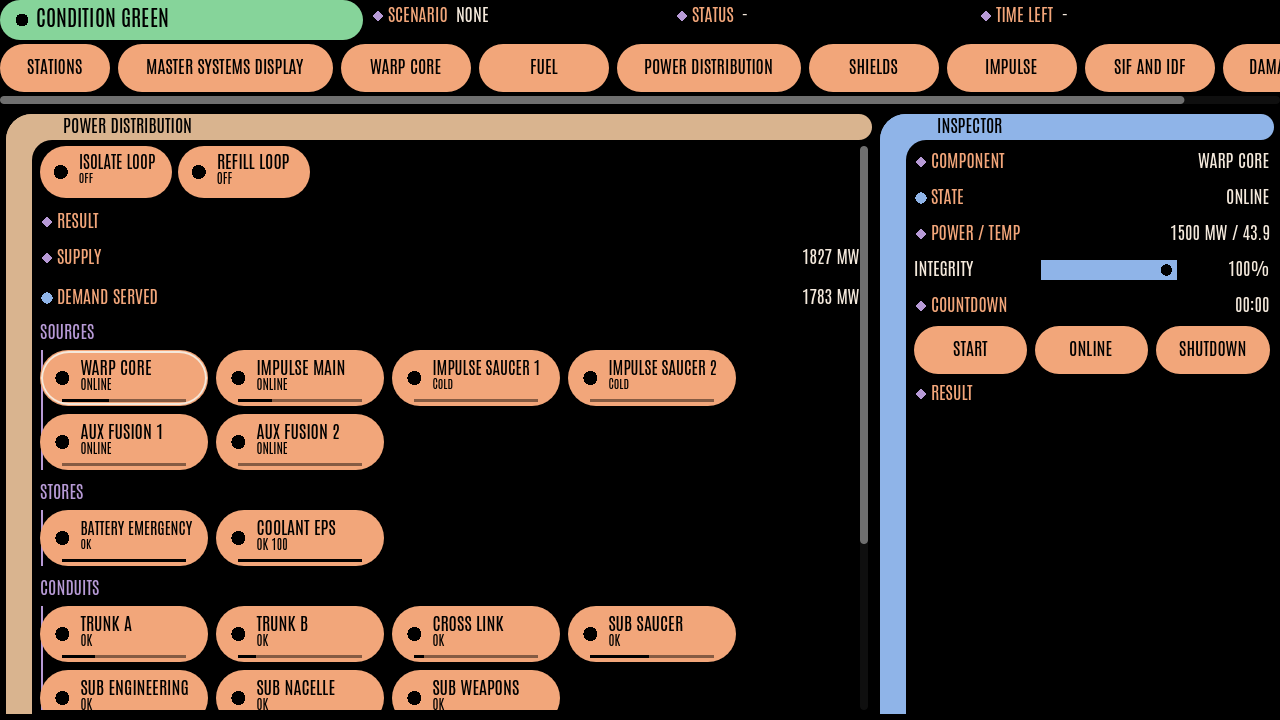 CONDITION GREEN
SCENARIO NONE
STATUS -
TIME LEFT -
STATIONS
MASTER SYSTEMS DISPLAY
WARP CORE
FUEL
POWER DISTRIBUTION
SHIELDS
IMPULSE
SIF AND IDF
DAMA
POWER DISTRIBUTION
ISOLATE LOOP
OFF
REFILL LOOP
OFF
RESULT
SUPPLY 1827 MW
DEMAND SERVED 1783 MW
SOURCES
WARP CORE
ONLINE
IMPULSE MAIN
ONLINE
IMPULSE SAUCER 1
COLD
IMPULSE SAUCER 2
COLD
AUX FUSION 1
ONLINE
AUX FUSION 2
ONLINE
STORES
BATTERY EMERGENCY
OK
COOLANT EPS
OK 100
CONDUITS
TRUNK A
OK
TRUNK B
OK
CROSS LINK
OK
SUB SAUCER
OK
SUB ENGINEERING
OK
SUB NACELLE
OK
SUB WEAPONS
OK
INSPECTOR
COMPONENT WARP CORE
STATE ONLINE
POWER / TEMP 1500 MW / 43.9
INTEGRITY 100%
COUNTDOWN 00:00
START
ONLINE
SHUTDOWN
RESULT